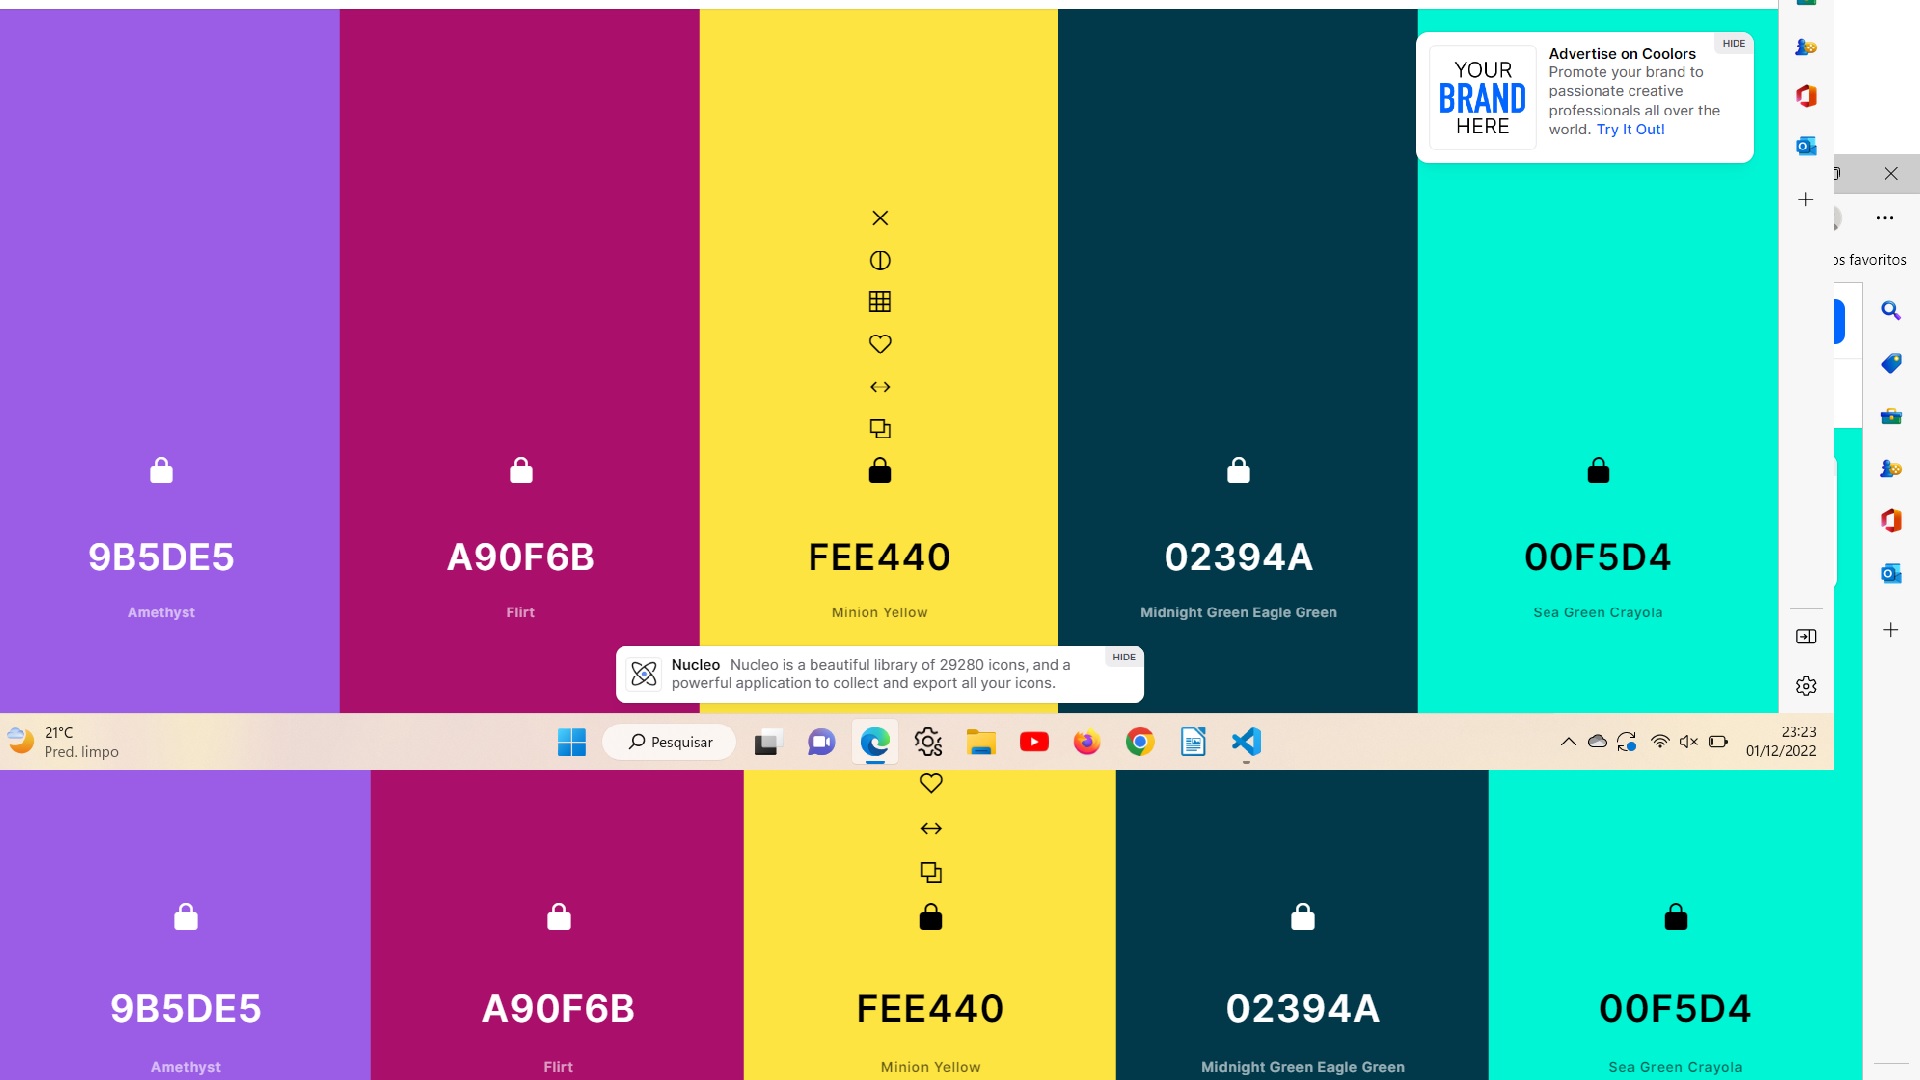 HIDE
Advertise on Coolors
Promote your brand to
passionate creative
professionals all over the
world. Try It Out!
YOUR
BRAND
HERE
os favoritos
9B5DE5
Amethyst
A90F6B
Flirt
FEE440
Minion Yellow
02394A
Midnight Green Eagle Green
00F5D4
Sea Green Crayola
HIDE
Nucleo Nucleo is a beautiful library of 29280 icons, and a
powerful application to collect and export all your icons.
21°C
Pred. limpo
Pesquisar
23:23
01/12/2022
9B5DE5
Amethyst
A90F6B
Flirt
FEE440
Minion Yellow
02394A
Midnight Green Eagle Green
00F5D4
Sea Green Crayola